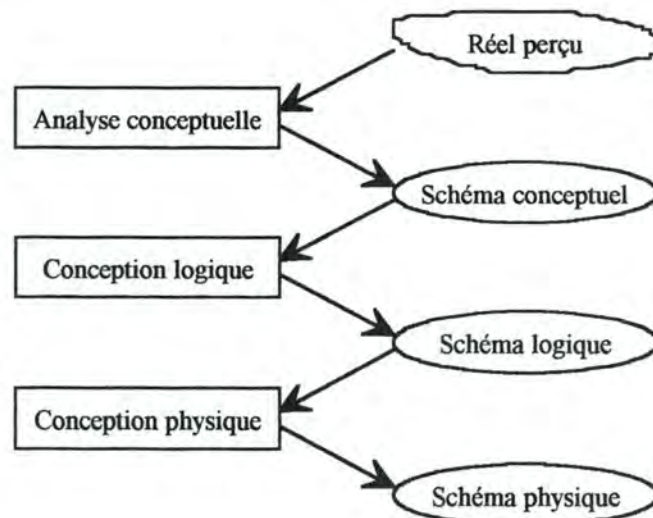 Réel perçu
Analyse conceptuelle
Schéma conceptuel
Conception logique
Schéma logique
Conception physique
Schéma physique